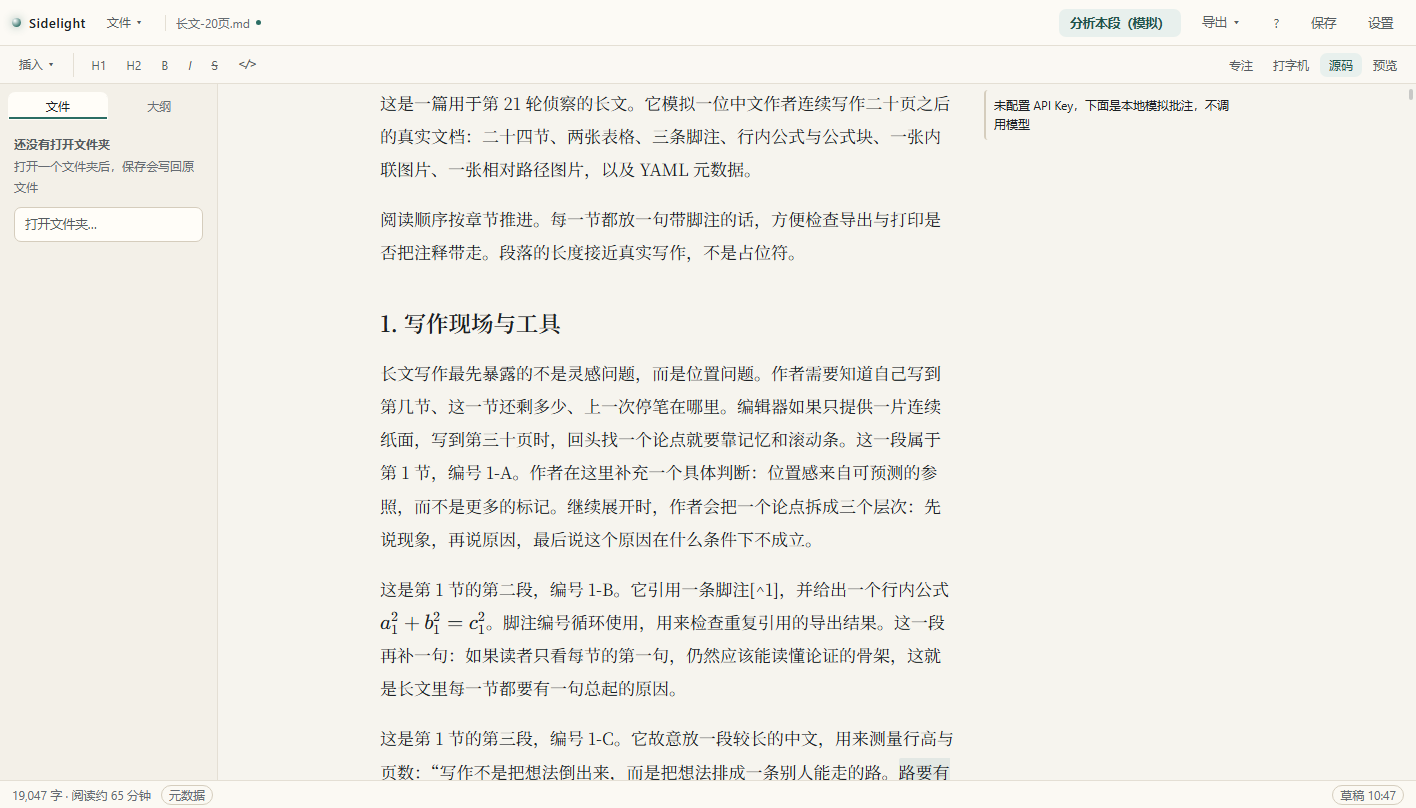 Sidelight 文件 长文-20页.md 分析本段（模拟） 导出 ? 保存 设置
插入 H1 H2 B I S </> 专注 打字机 源码 预览
文件 大纲
还没有打开文件夹
打开一个文件夹后，保存会写回原
文件
打开文件夹...
这是一篇用于第 21 轮侦察的长文。它模拟一位中文作者连续写作二十页之后
的真实文档：二十四节、两张表格、三条脚注、行内公式与公式块、一张内
联图片、一张相对路径图片，以及 YAML 元数据。
阅读顺序按章节推进。每一节都放一句带脚注的话，方便检查导出与打印是
否把注释带走。段落的长度接近真实写作，不是占位符。
1. 写作现场与工具
长文写作最先暴露的不是灵感问题，而是位置问题。作者需要知道自己写到
第几节、这一节还剩多少、上一次停笔在哪里。编辑器如果只提供一片连续
纸面，写到第三十页时，回头找一个论点就要靠记忆和滚动条。这一段属于
第 1 节，编号 1-A。作者在这里补充一个具体判断：位置感来自可预测的参
照，而不是更多的标记。继续展开时，作者会把一个论点拆成三个层次：先
说现象，再说原因，最后说这个原因在什么条件下不成立。
这是第 1 节的第二段，编号 1-B。它引用一条脚注[^1]，并给出一个行内公式
a₁² + b₁² = c₁²。脚注编号循环使用，用来检查重复引用的导出结果。这一段
再补一句：如果读者只看每节的第一句，仍然应该能读懂论证的骨架，这就
是长文里每一节都要有一句总起的原因。
这是第 1 节的第三段，编号 1-C。它故意放一段较长的中文，用来测量行高与
页数：“写作不是把想法倒出来，而是把想法排成一条别人能走的路。路要有
未配置 API Key，下面是本地模拟批注，不调
用模型
19,047 字 · 阅读约 65 分钟 元数据 草稿 10:47